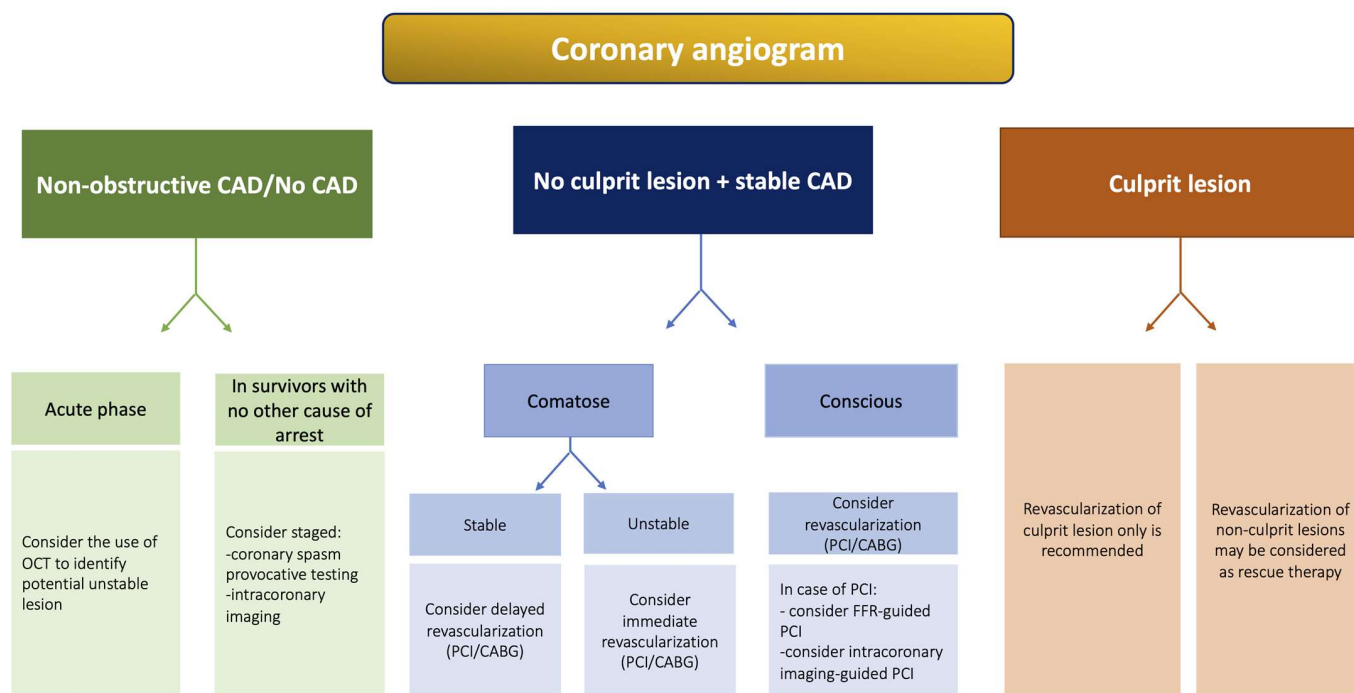 Coronary angiogram
Non-obstructive CAD/No CAD
No culprit lesion + stable CAD
Culprit lesion
Acute phase
In survivors with
no other cause of
arrest
Comatose
Conscious
Consider the use of
OCT to identify
potential unstable
lesion
Consider staged:
-coronary spasm
provocative testing
-intracoronary
imaging
Stable
Unstable
Consider
revascularization
(PCI/CABG)
Consider delayed
revascularization
(PCI/CABG)
Consider
immediate
revascularization
(PCI/CABG)
In case of PCI:
- consider FFR-guided
PCI
-consider intracoronary
imaging-guided PCI
Revascularization of
culprit lesion only is
recommended
Revascularization of
non-culprit lesions
may be considered
as rescue therapy